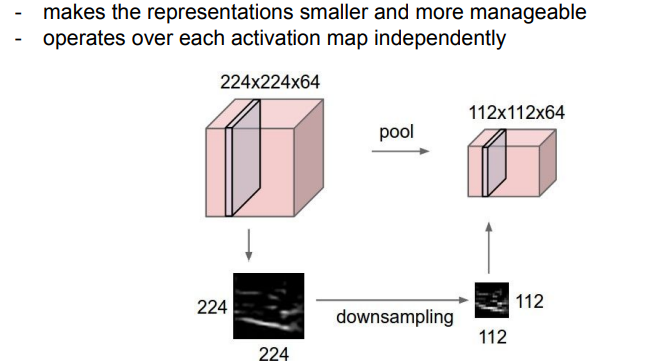 - makes the representations smaller and more manageable
- operates over each activation map independently
224x224x64
112x112x64
pool
224
112
downsampling
112
224